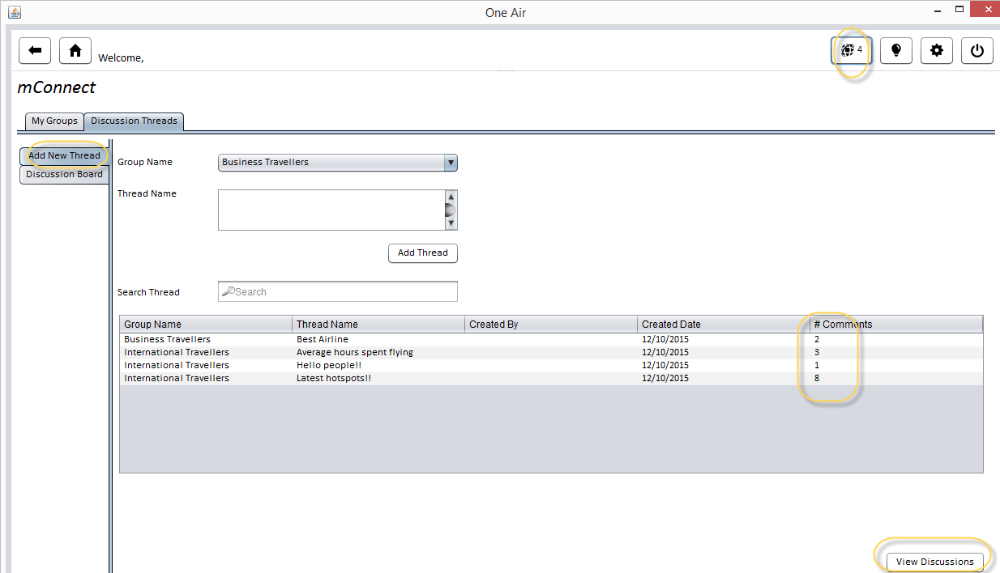 One Air
Welcome,
4
mConnect
My Groups Discussion Threads
Add New Thread
Discussion Board
Group Name Business Travellers
Thread Name
Add Thread
Search Thread Search
Group Name Thread Name Created By Created Date # Comments
Business Travellers Best Airline 12/10/2015 2
International Travellers Average hours spent flying 12/10/2015 3
International Travellers Hello people!! 12/10/2015 1
International Travellers Latest hotspots!! 12/10/2015 8
View Discussions